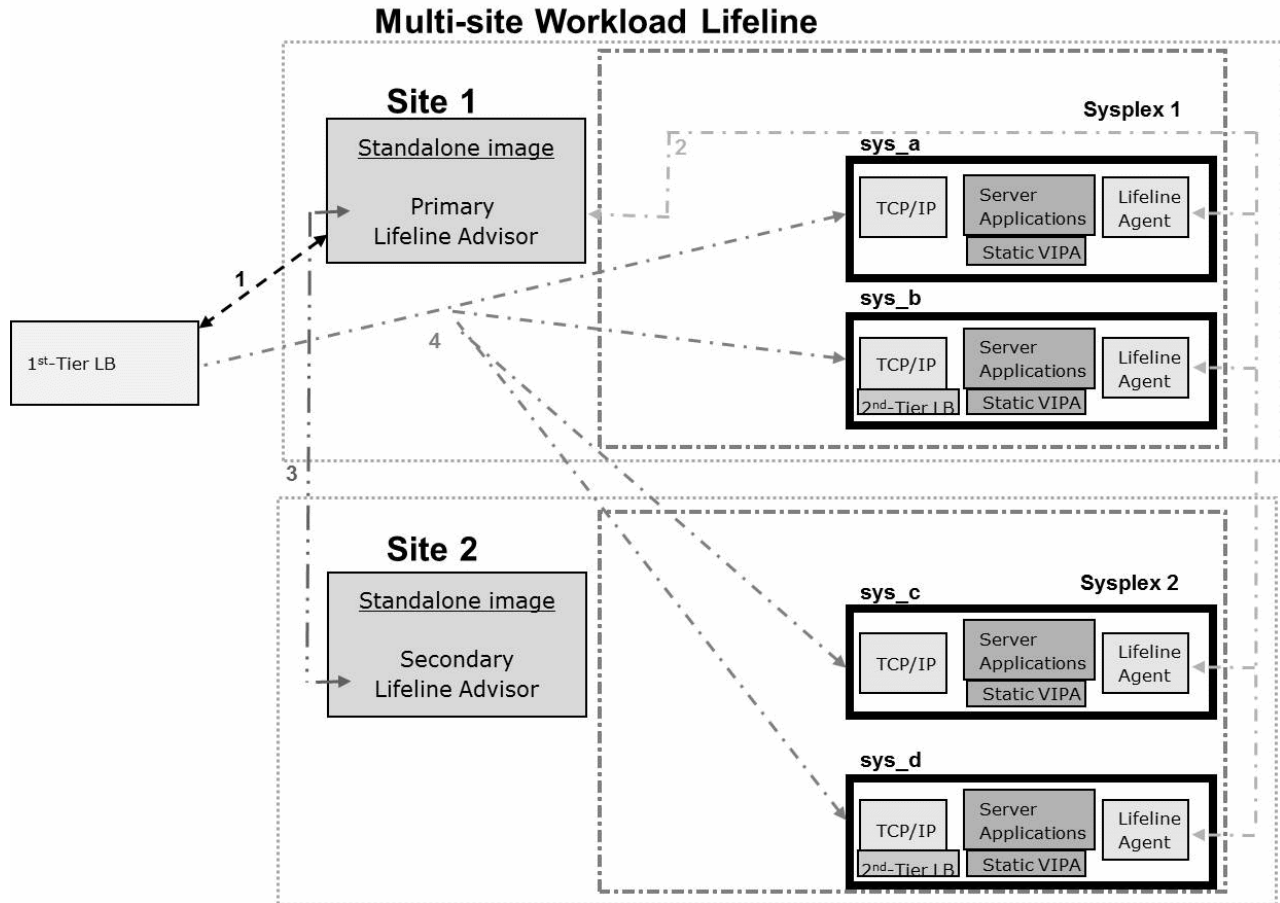 Multi-site Workload Lifeline
Site 1
Standalone image
Primary
Lifeline Advisor
Sysplex 1
2
sys_a
TCP/IP
Server
Applications
Static VIPA
Lifeline
Agent
1
sys_b
TCP/IP
2nd-Tier LB
Server
Applications
Static VIPA
Lifeline
Agent
1st-Tier LB
4
3
Site 2
Standalone image
Secondary
Lifeline Advisor
Sysplex 2
sys_c
TCP/IP
Server
Applications
Static VIPA
Lifeline
Agent
sys_d
TCP/IP
2nd-Tier LB
Server
Applications
Static VIPA
Lifeline
Agent